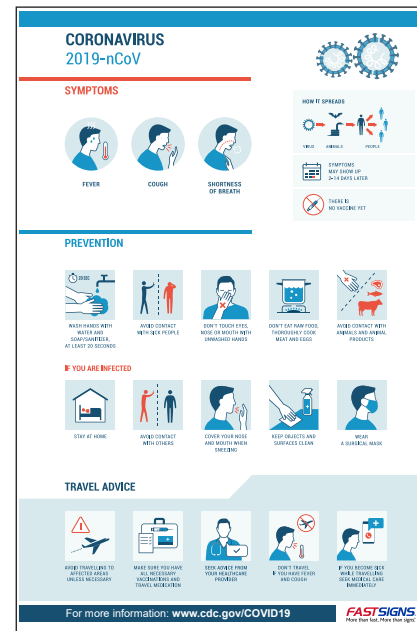 CORONAVIRUS
2019-nCoV
SYMPTOMS
FEVER
COUGH
SHORTNESS
OF BREATH
HOW IT SPREADS
VIRUS
ANIMALS
PEOPLE
SYMPTOMS
MAY SHOW UP
2-14 DAYS LATER
THERE IS
NO VACCINE YET
PREVENTION
20 SEC
WASH HANDS WITH
WATER AND
SOAP/SANITIZER,
AT LEAST 20 SECONDS
AVOID CONTACT
WITH SICK PEOPLE
DON'T TOUCH EYES,
NOSE OR MOUTH WITH
UNWASHED HANDS
DON'T EAT RAW FOOD,
THOROUGHLY COOK
MEAT AND EGGS
AVOID CONTACT WITH
ANIMALS AND ANIMAL
PRODUCTS
IF YOU ARE INFECTED
STAY AT HOME
AVOID CONTACT
WITH OTHERS
COVER YOUR NOSE
AND MOUTH WHEN
SNEEZING
KEEP OBJECTS AND
SURFACES CLEAN
WEAR
A SURGICAL MASK
TRAVEL ADVICE
AVOID TRAVELLING TO
AFFECTED AREAS
UNLESS NECESSARY
MAKE SURE YOU HAVE
ALL NECESSARY
VACCINATIONS AND
TRAVEL MEDICATION
SEEK ADVICE FROM
YOUR HEALTHCARE
PROVIDER
DON'T TRAVEL
IF YOU HAVE FEVER
AND COUGH
IF YOU BECOME SICK
WHILE TRAVELING
SEEK MEDICAL CARE
IMMEDIATELY
For more information: www.cdc.gov/COVID19
FASTSIGNS
More than fast. More than signs